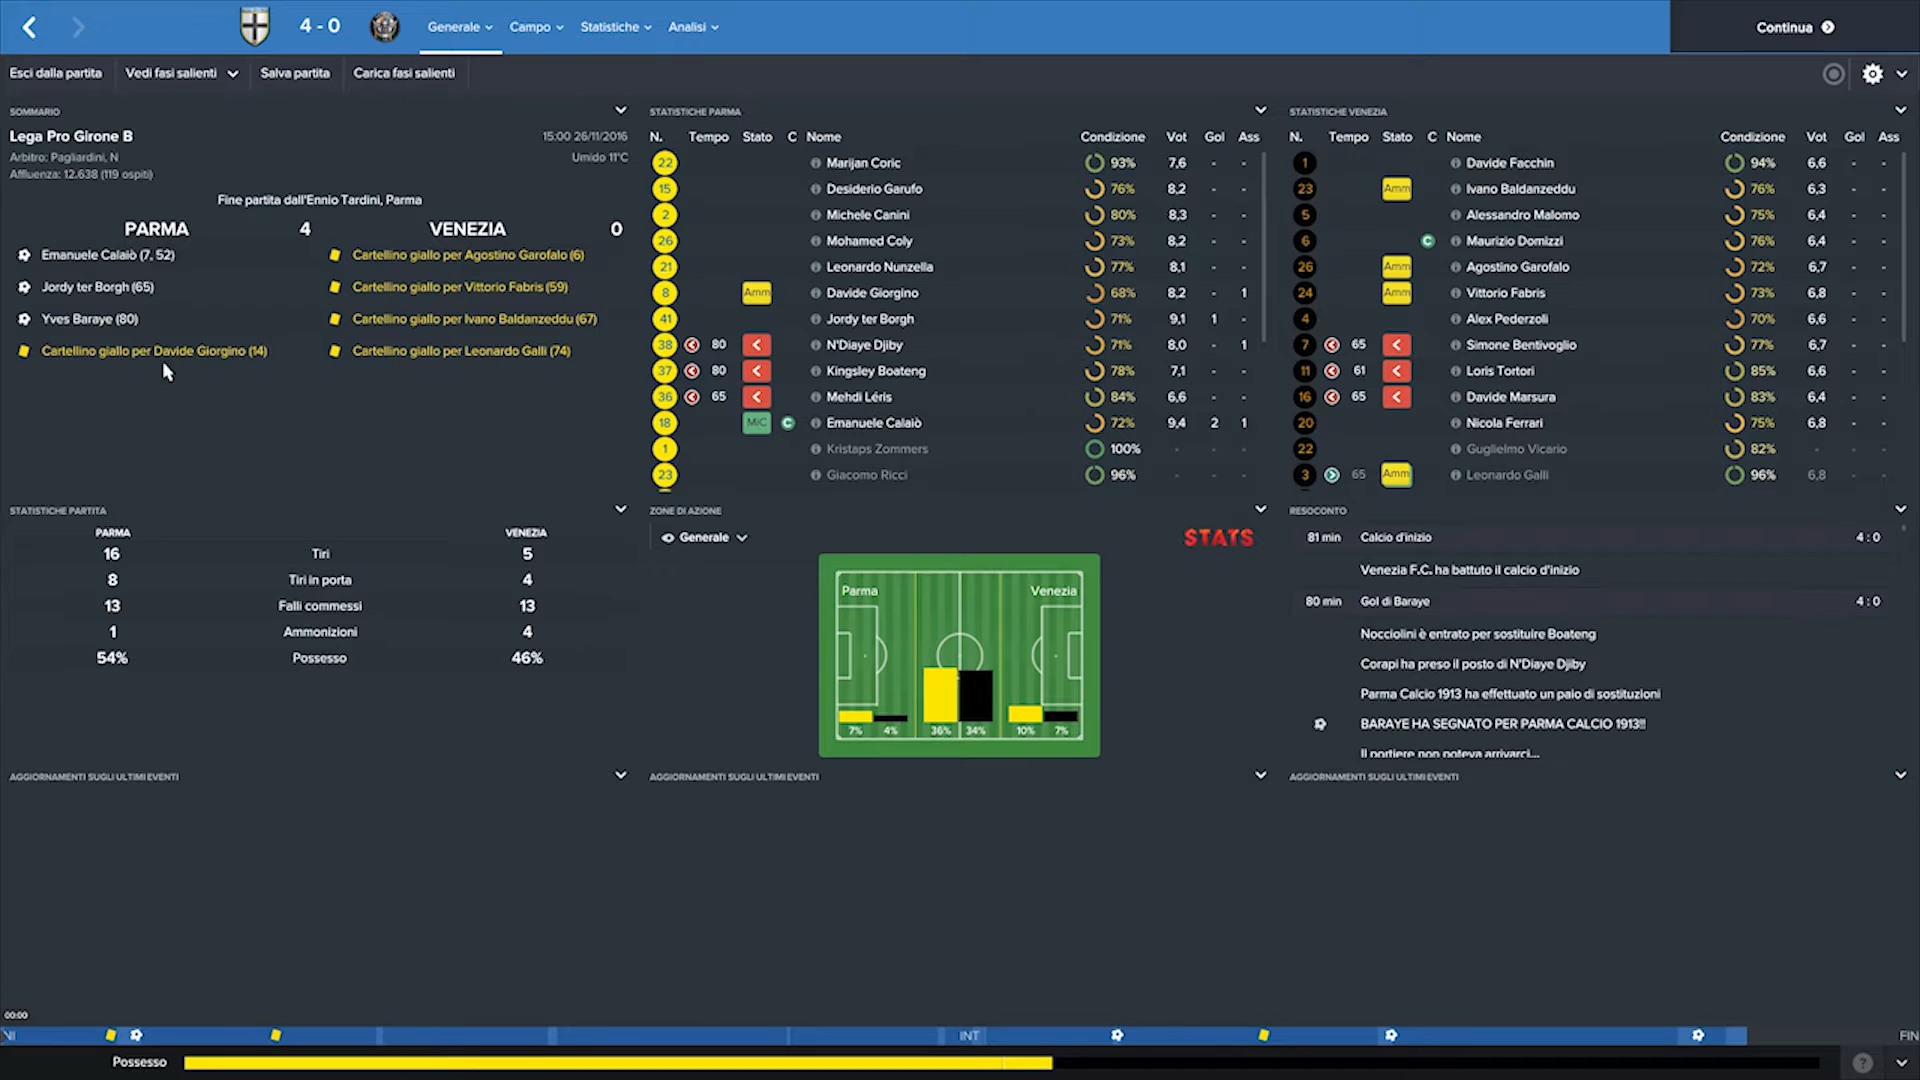 4 - 0
Generale
Campo
Statistiche
Analisi
Continua
Esci dalla partita
Vedi fasi salienti
Salva partita
Carica fasi salienti
SOMMARIO
Lega Pro Girone B
15:00 26/11/2016
Arbitro: Pagliardini, N
Umido 11°C
Affluenza: 12.638 (119 ospiti)
Fine partita dall'Ennio Tardini, Parma
PARMA 4 VENEZIA 0
Emanuele Calaiò (7, 52)
Cartellino giallo per Agostino Garofalo (6)
Jordy ter Borgh (65)
Cartellino giallo per Vittorio Fabris (59)
Yves Baraye (80)
Cartellino giallo per Ivano Baldanzeddu (67)
Cartellino giallo per Davide Giorgino (14)
Cartellino giallo per Leonardo Galli (74)
STATISTICHE PARMA
N. Tempo Stato C Nome Condizione Vot Gol Ass
22 Marijan Coric 93% 7,6 - -
15 Desiderio Garufo 76% 8,2 - -
2 Michele Canini 80% 8,3 - -
26 Mohamed Coly 73% 8,2 - -
21 Leonardo Nunzella 77% 8,1 - -
8 Amm Davide Giorgino 68% 8,2 - 1
41 Jordy ter Borgh 71% 9,1 1 -
38 80 N'Diaye Djiby 71% 8,0 - 1
37 80 Kingsley Boateng 78% 7,1 - -
36 65 Mehdi Léris 84% 6,6 - -
18 MiC C Emanuele Calaiò 72% 9,4 2 1
1 Kristaps Zommers 100% - - -
23 Giacomo Ricci 96% - - -
STATISTICHE VENEZIA
N. Tempo Stato C Nome Condizione Vot Gol Ass
1 Davide Facchin 94% 6,6 - -
23 Amm Ivano Baldanzeddu 76% 6,3 - -
5 Alessandro Malomo 75% 6,4 - -
6 C Maurizio Domizzi 76% 6,4 - -
26 Amm Agostino Garofalo 72% 6,7 - -
24 Amm Vittorio Fabris 73% 6,8 - -
4 Alex Pederzoli 70% 6,6 - -
7 65 Simone Bentivoglio 77% 6,7 - -
11 61 Loris Tortori 85% 6,6 - -
16 65 Davide Marsura 83% 6,4 - -
20 Nicola Ferrari 75% 6,8 - -
22 Guglielmo Vicario 82% - - -
3 65 Amm Leonardo Galli 96% 6,8 - -
STATISTICHE PARTITA
PARMA VENEZIA
16 Tiri 5
8 Tiri in porta 4
13 Falli commessi 13
1 Ammonizioni 4
54% Possesso 46%
ZONE DI AZIONE
Generale
STATS
Parma Venezia
7% 4% 36% 34% 10% 7%
RESOCONTO
81 min Calcio d'inizio 4 : 0
Venezia F.C. ha battuto il calcio d'inizio
80 min Gol di Baraye 4 : 0
Nocciolini è entrato per sostituire Boateng
Corapi ha preso il posto di N'Diaye Djiby
Parma Calcio 1913 ha effettuato un paio di sostituzioni
BARAYE HA SEGNATO PER PARMA CALCIO 1913!!
Il portiere non poteva arrivarci...
AGGIORNAMENTI SUGLI ULTIMI EVENTI
AGGIORNAMENTI SUGLI ULTIMI EVENTI
AGGIORNAMENTI SUGLI ULTIMI EVENTI
00:00
INT
FIN
Possesso
?